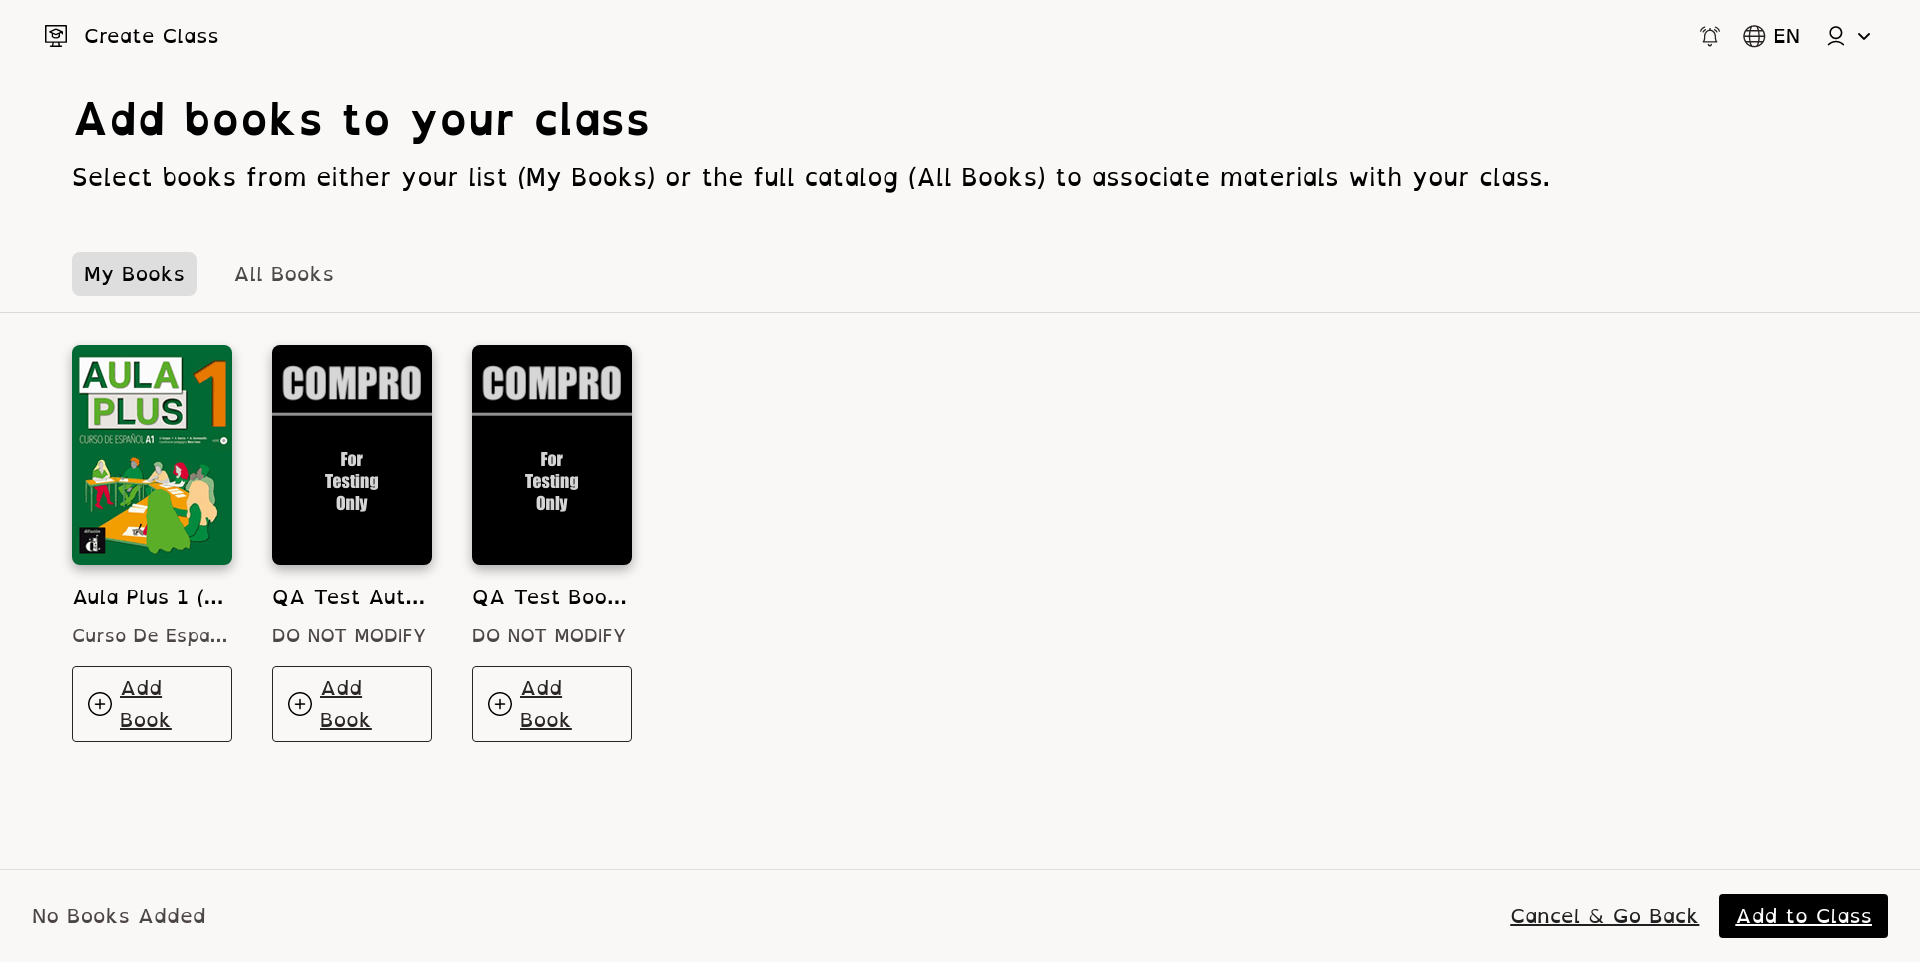 Create Class
EN
Add books to your class
Select books from either your list (My Books) or the full catalog (All Books) to associate materials with your class.
My Books
All Books
AULA
PLUS
1
CURSO DE ESPAÑOL A1
COMPRO
For
Testing
Only
COMPRO
For
Testing
Only
Aula Plus 1 (...
QA Test Aut...
QA Test Boo...
Curso De Espa...
DO NOT MODIFY
DO NOT MODIFY
Add
Book
Add
Book
Add
Book
No Books Added
Cancel & Go Back
Add to Class